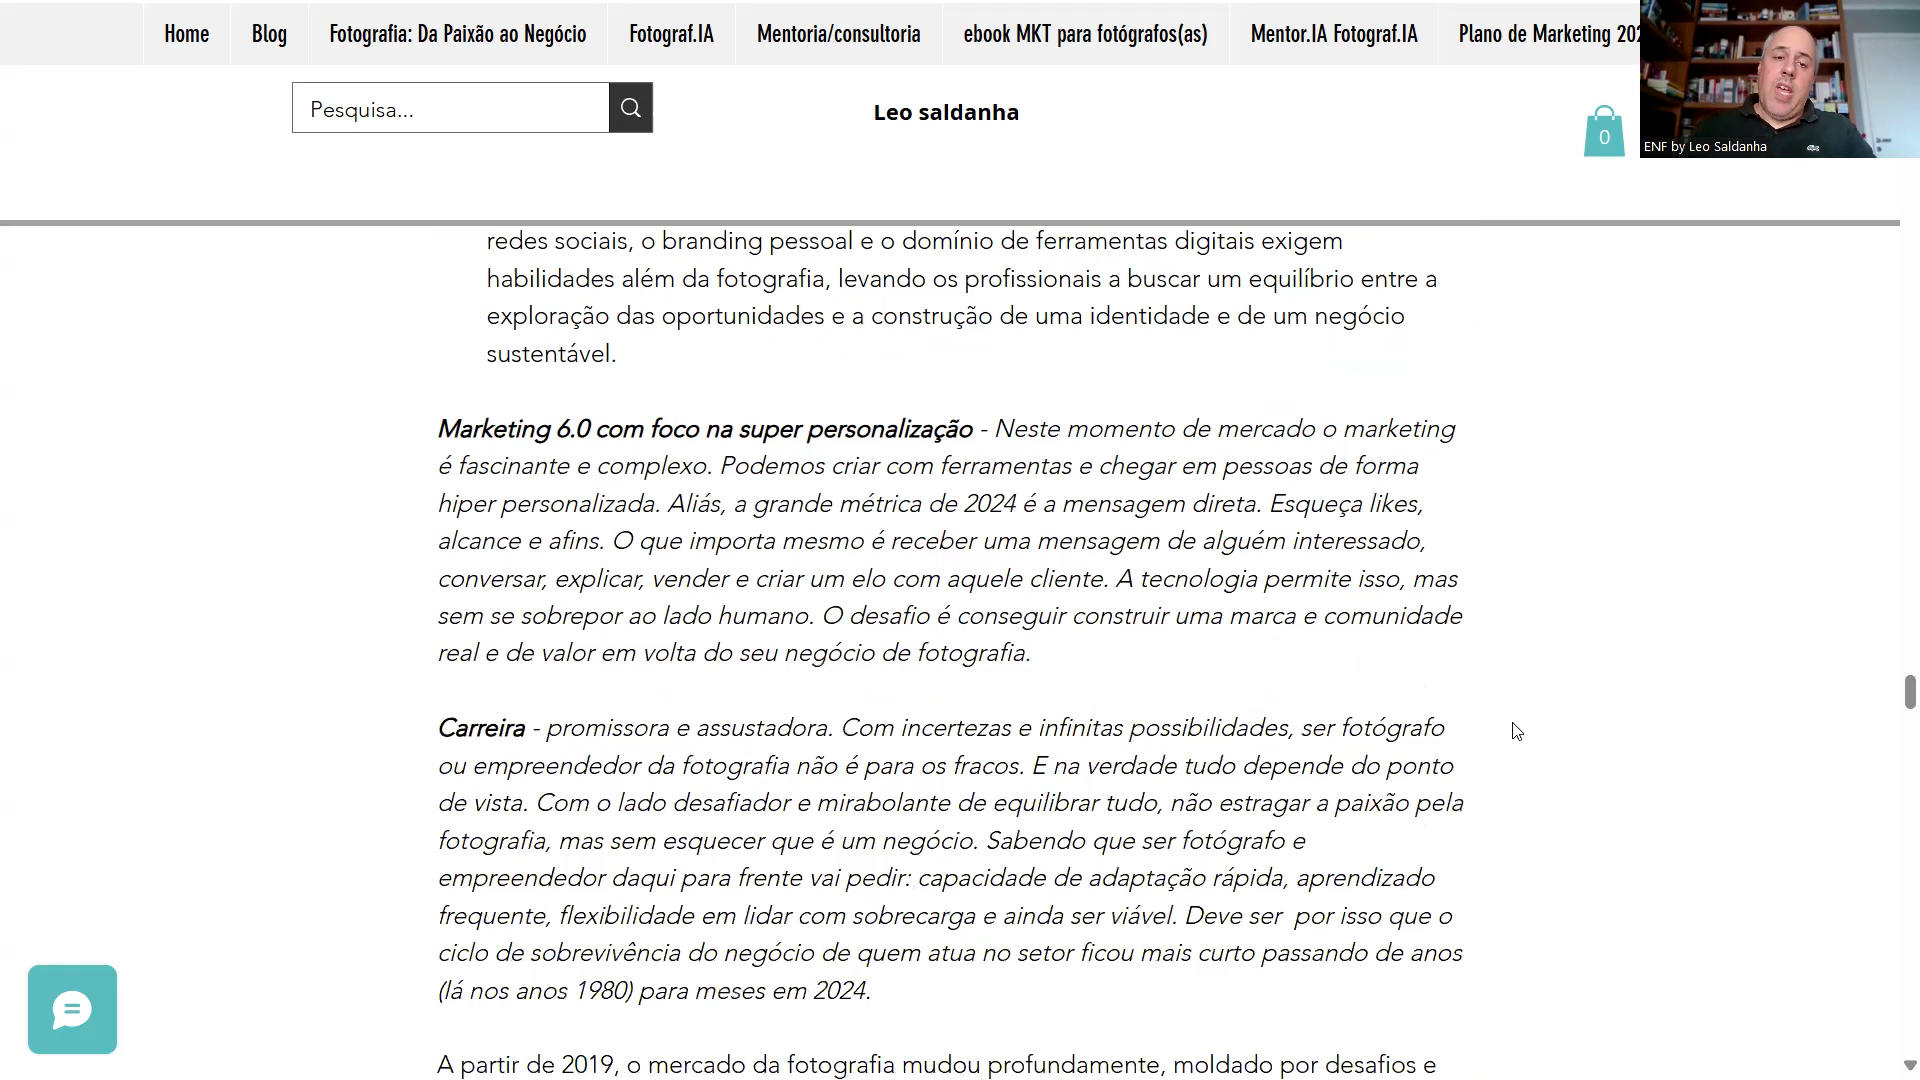 Home Blog Fotografia: Da Paixão ao Negócio Fotograf.IA Mentoria/consultoria ebook MKT para fotógrafos(as) Mentor.IA Fotograf.IA Plano de Marketing 202
Pesquisa...
Leo saldanha
0
ENF by Leo Saldanha
redes sociais, o branding pessoal e o domínio de ferramentas digitais exigem
habilidades além da fotografia, levando os profissionais a buscar um equilíbrio entre a
exploração das oportunidades e a construção de uma identidade e de um negócio
sustentável.
Marketing 6.0 com foco na super personalização - Neste momento de mercado o marketing
é fascinante e complexo. Podemos criar com ferramentas e chegar em pessoas de forma
hiper personalizada. Aliás, a grande métrica de 2024 é a mensagem direta. Esqueça likes,
alcance e afins. O que importa mesmo é receber uma mensagem de alguém interessado,
conversar, explicar, vender e criar um elo com aquele cliente. A tecnologia permite isso, mas
sem se sobrepor ao lado humano. O desafio é conseguir construir uma marca e comunidade
real e de valor em volta do seu negócio de fotografia.
Carreira - promissora e assustadora. Com incertezas e infinitas possibilidades, ser fotógrafo
ou empreendedor da fotografia não é para os fracos. E na verdade tudo depende do ponto
de vista. Com o lado desafiador e mirabolante de equilibrar tudo, não estragar a paixão pela
fotografia, mas sem esquecer que é um negócio. Sabendo que ser fotógrafo e
empreendedor daqui para frente vai pedir: capacidade de adaptação rápida, aprendizado
frequente, flexibilidade em lidar com sobrecarga e ainda ser viável. Deve ser  por isso que o
ciclo de sobrevivência do negócio de quem atua no setor ficou mais curto passando de anos
(lá nos anos 1980) para meses em 2024.
A partir de 2019, o mercado da fotografia mudou profundamente, moldado por desafios e